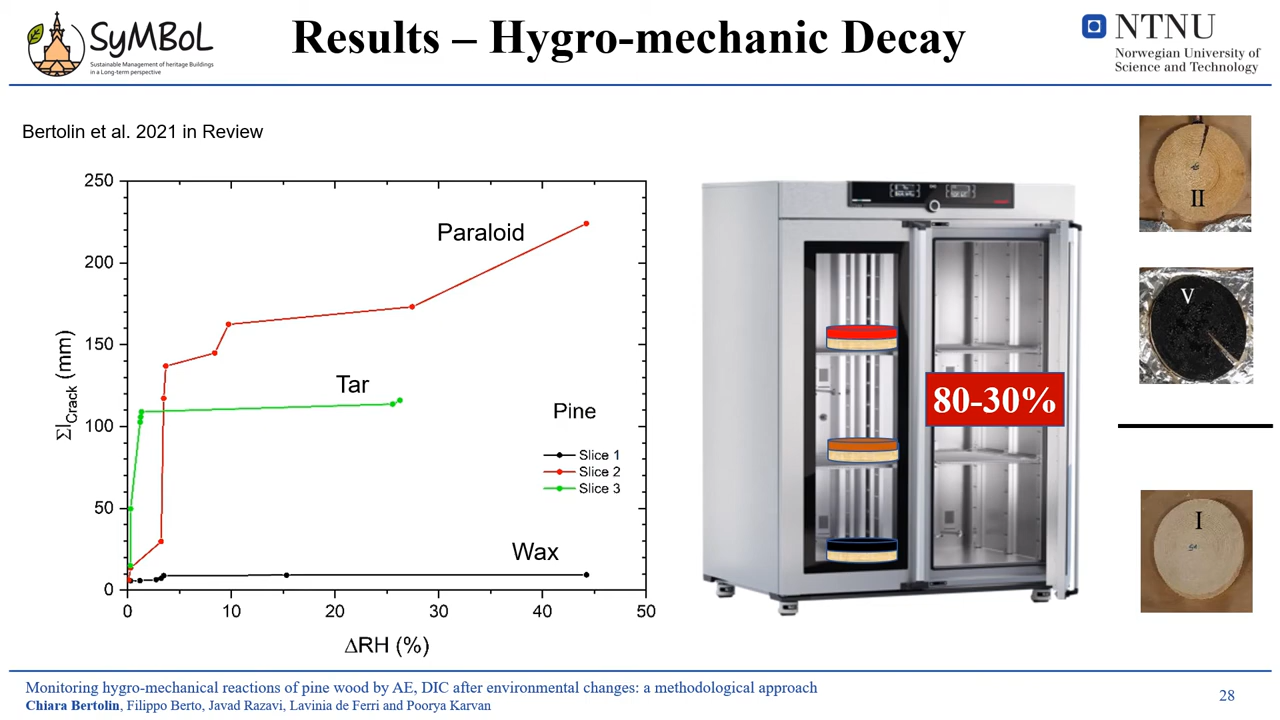 SyMBoL
Sustainable Management of heritage Buildings
in a Long-term perspective
Results – Hygro-mechanic Decay
NTNU
Norwegian University of
Science and Technology
Bertolin et al. 2021 in Review
250
200
150
100
50
0
Σl_Crack (mm)
Paraloid
Tar
Pine
Slice 1
Slice 2
Slice 3
Wax
0 10 20 30 40 50
ΔRH (%)
80-30%
II
V
I
Monitoring hygro-mechanical reactions of pine wood by AE, DIC after environmental changes: a methodological approach
Chiara Bertolin, Filippo Berto, Javad Razavi, Lavinia de Ferri and Poorya Karvan
28